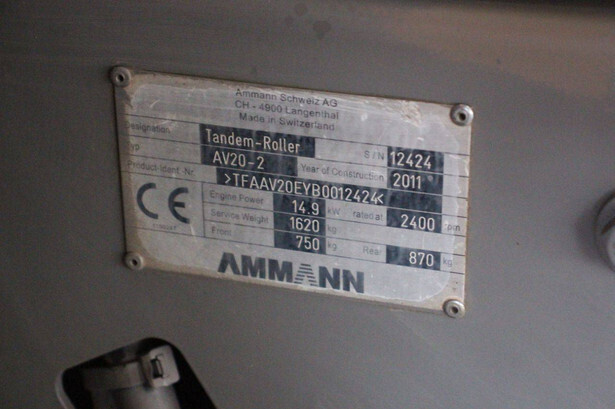 Ammann Schweiz AG
CH - 4900 Langenthal
Made in Switzerland
Designation Tandem-Roller S/N 12424
Typ AV20-2 Year of Construction 2011
Product-Ident. Nr. >TFAAV20EYB0012424<
Engine Power 14.9 kW rated at 2400 rpm
Service Weight 1620 kg
Front 750 kg Rear 870 kg
CE
AMMANN